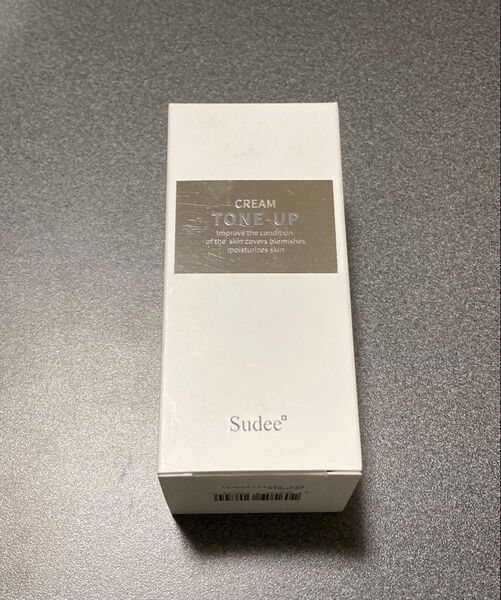 CREAM
TONE-UP
Improve the condition
of the skin covers blemishes
moisturizes skin
Sudee